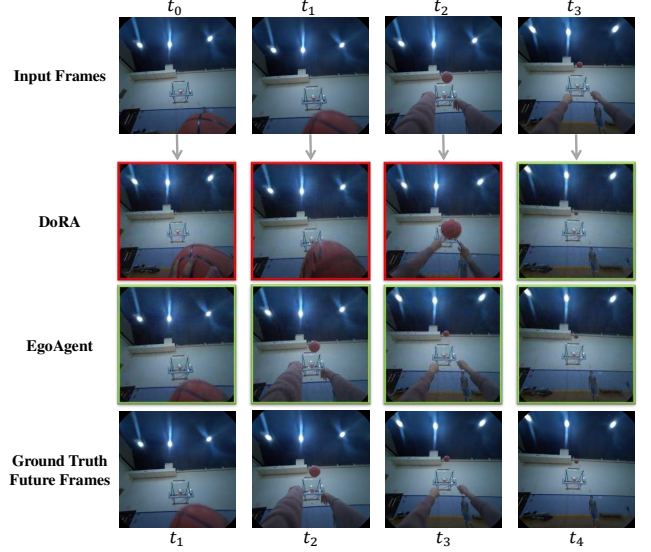 t₀ t₁ t₂ t₃
Input Frames
DoRA
EgoAgent
Ground Truth
Future Frames
t₁ t₂ t₃ t₄